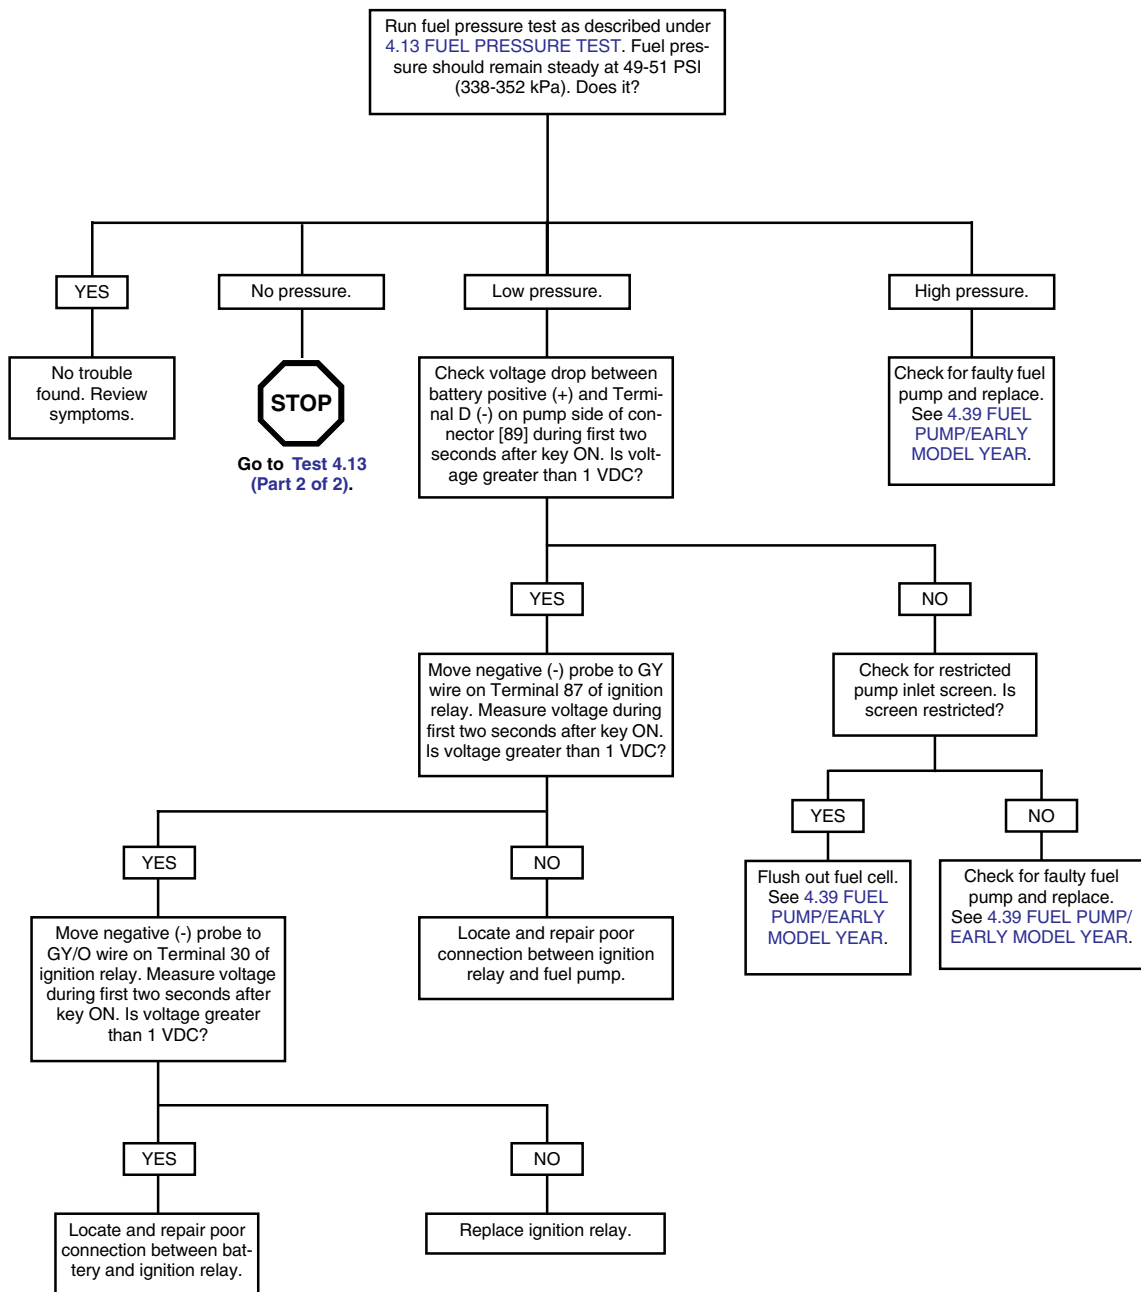 Run fuel pressure test as described under
4.13 FUEL PRESSURE TEST. Fuel pres-
sure should remain steady at 49-51 PSI
(338-352 kPa). Does it?
YES
No pressure.
Low pressure.
High pressure.
No trouble
found. Review
symptoms.
STOP
Go to Test 4.13
(Part 2 of 2).
Check voltage drop between
battery positive (+) and Termi-
nal D (-) on pump side of con-
nector [89] during first two
seconds after key ON. Is volt-
age greater than 1 VDC?
Check for faulty fuel
pump and replace.
See 4.39 FUEL
PUMP/EARLY
MODEL YEAR.
YES
NO
Move negative (-) probe to GY
wire on Terminal 87 of ignition
relay. Measure voltage during
first two seconds after key ON.
Is voltage greater than 1 VDC?
Check for restricted
pump inlet screen. Is
screen restricted?
YES
NO
YES
NO
Move negative (-) probe to
GY/O wire on Terminal 30 of
ignition relay. Measure voltage
during first two seconds after
key ON. Is voltage greater
than 1 VDC?
Locate and repair poor
connection between ignition
relay and fuel pump.
Flush out fuel cell.
See 4.39 FUEL
PUMP/EARLY
MODEL YEAR.
Check for faulty fuel
pump and replace.
See 4.39 FUEL PUMP/
EARLY MODEL YEAR.
YES
NO
Locate and repair poor
connection between bat-
tery and ignition relay.
Replace ignition relay.